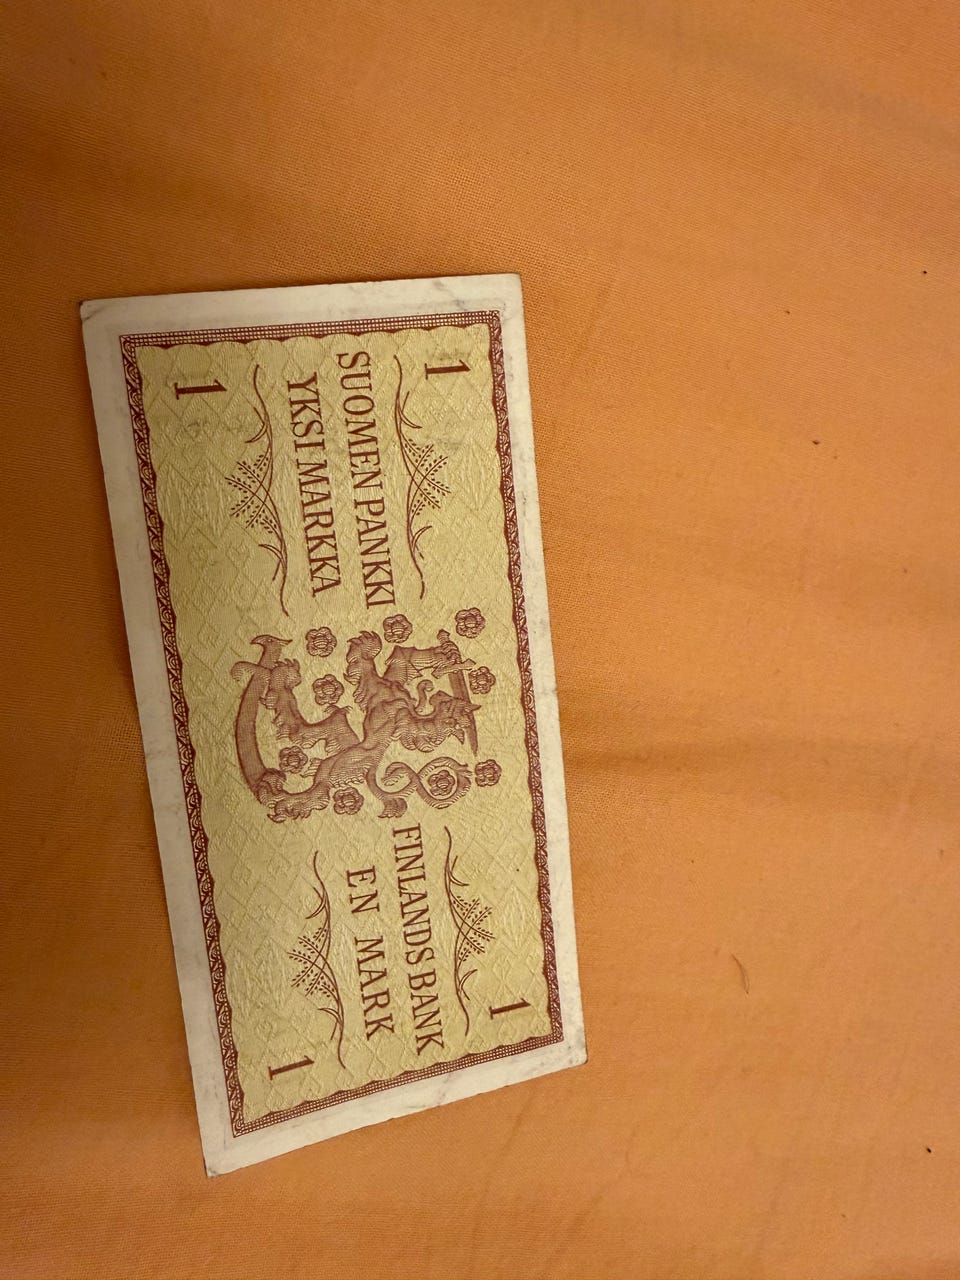 1
1
SUOMEN PANKKI
YKSI MARKKA
FINLANDS BANK
EN MARK
1
1